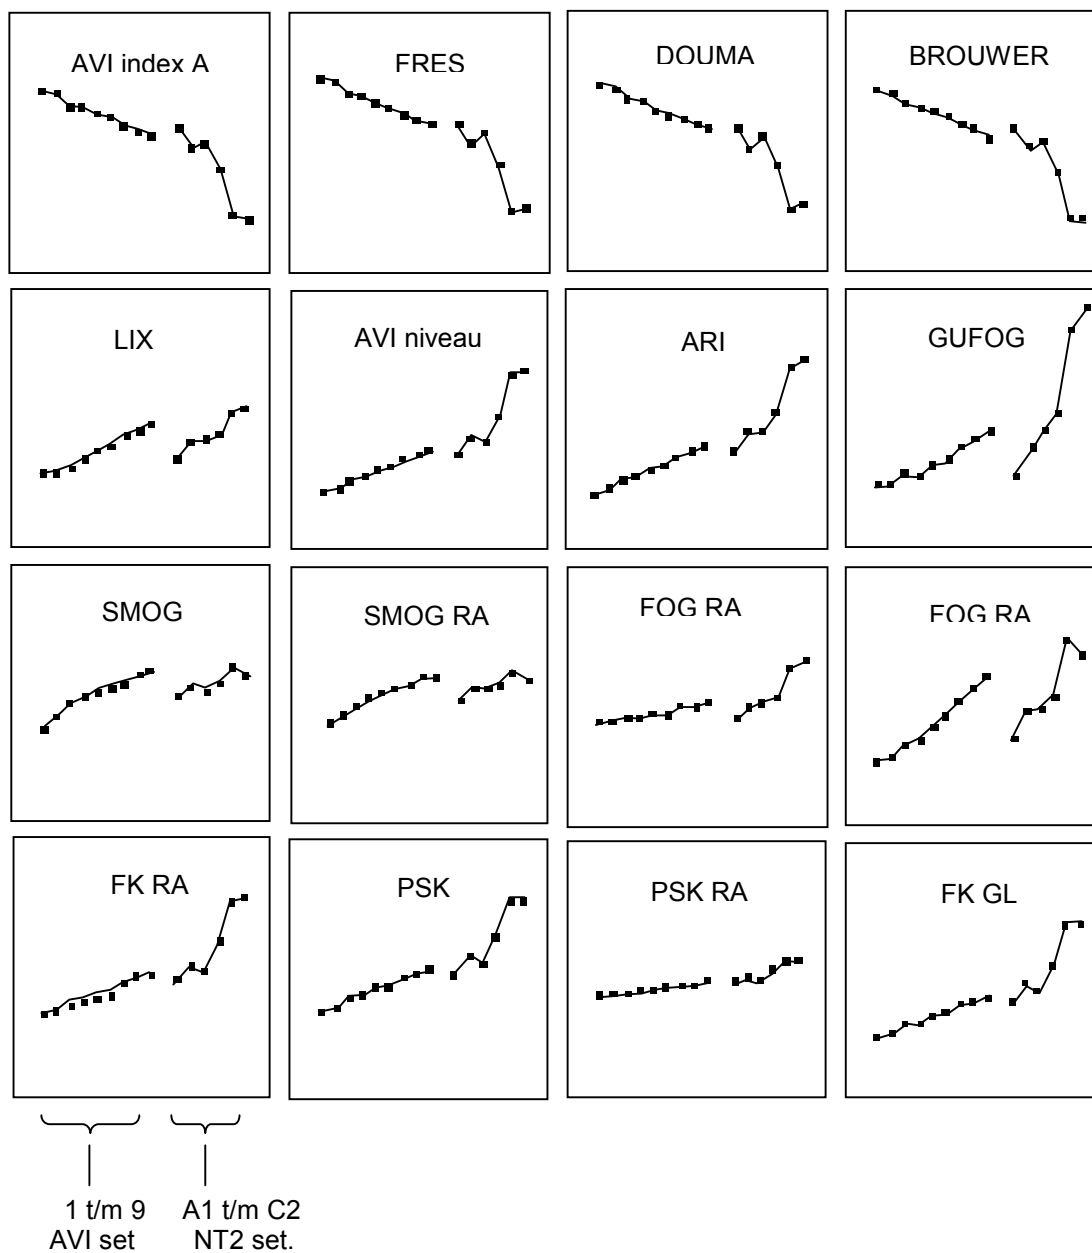 AVI index A
FRES
DOUMA
BROUWER
LIX
AVI niveau
ARI
GUFOG
SMOG
SMOG RA
FOG RA
FOG RA
FK RA
PSK
PSK RA
FK GL
1 t/m 9
AVI set
A1 t/m C2
NT2 set.